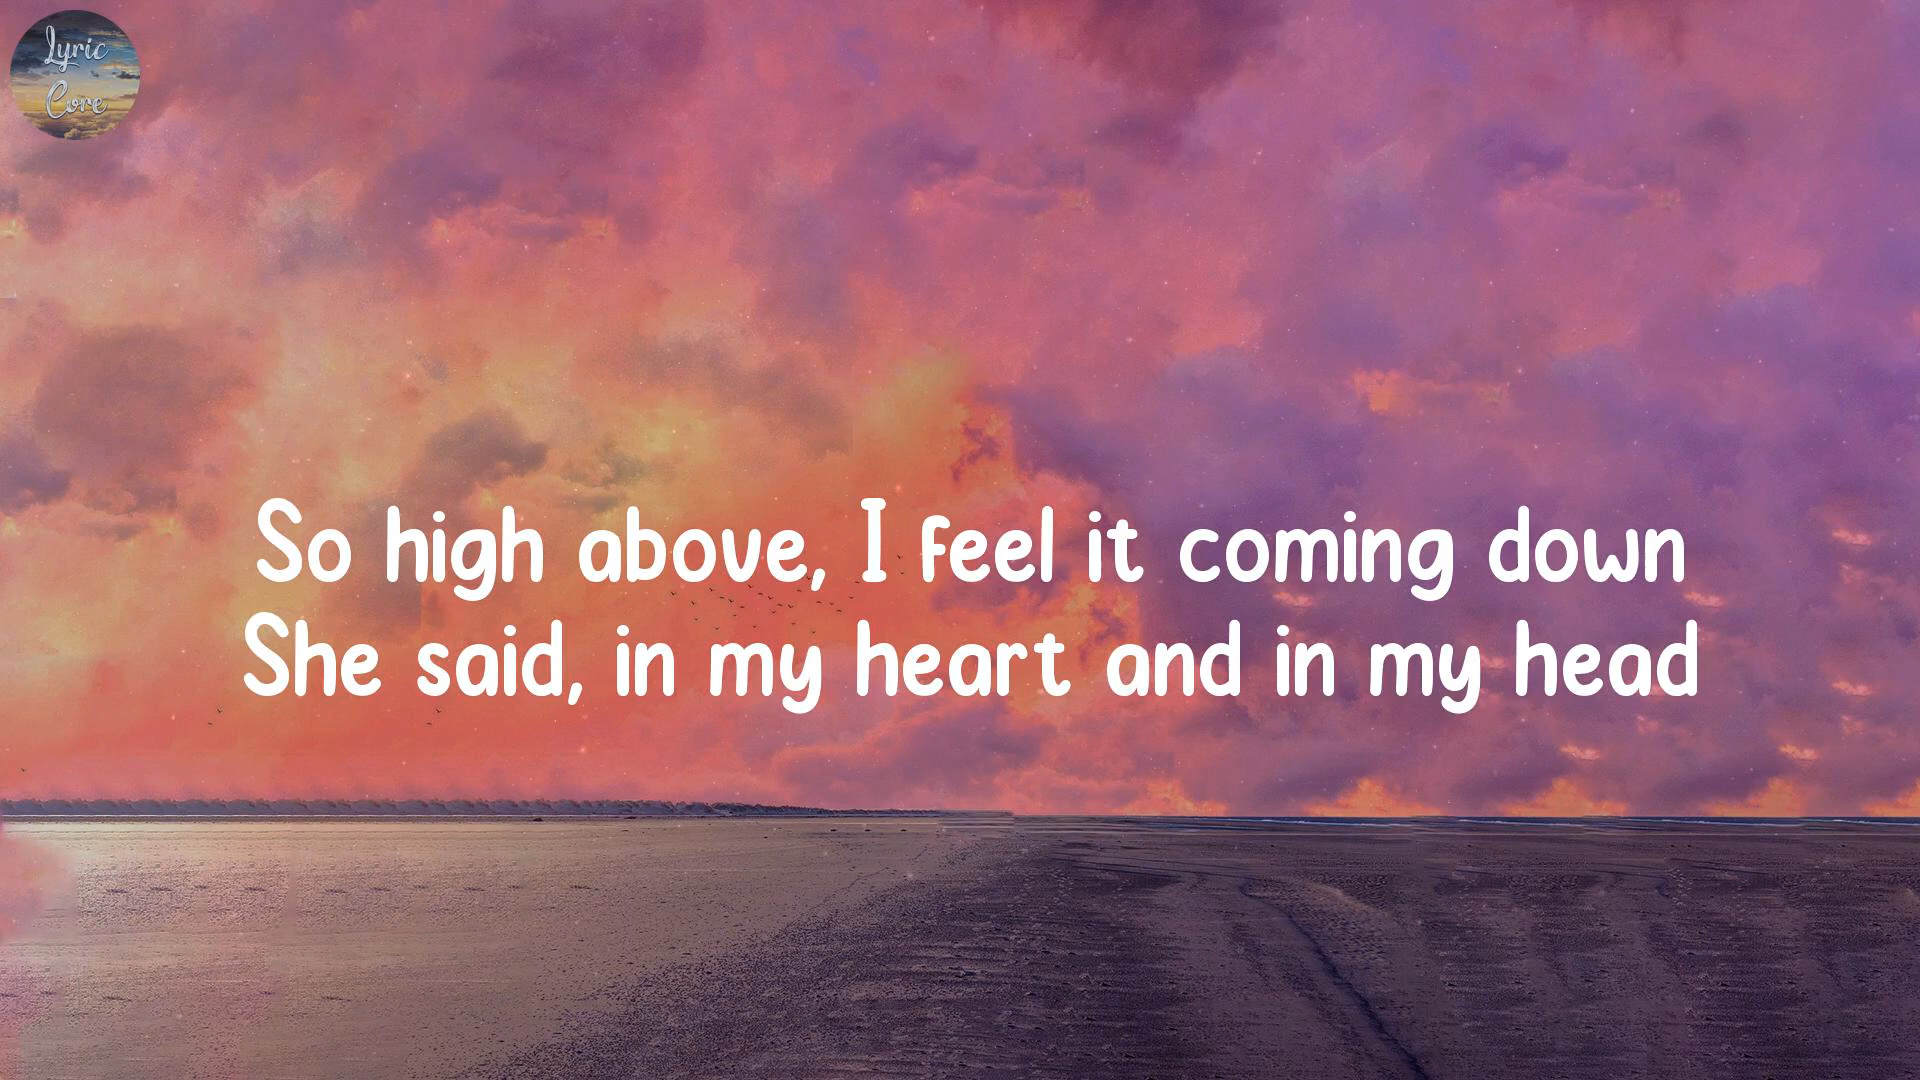 Lyric
Core
So high above, I feel it coming down
She said, in my heart and in my head